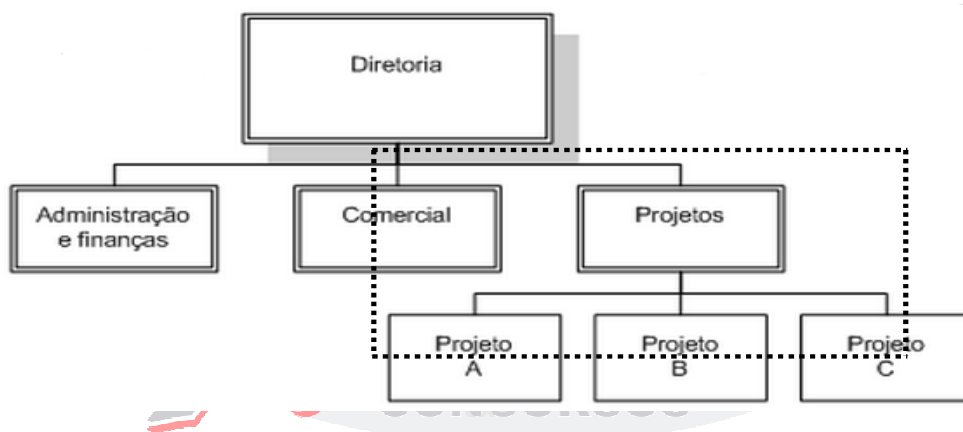 Diretoria
Administração
e finanças
Comercial
Projetos
Projeto
A
Projeto
B
Projeto
C